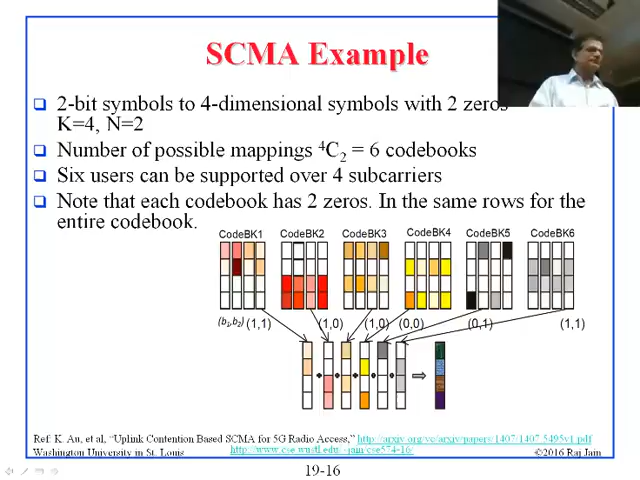 SCMA Example
2-bit symbols to 4-dimensional symbols with 2 zeros
K=4, N=2
Number of possible mappings ⁴C₂ = 6 codebooks
Six users can be supported over 4 subcarriers
Note that each codebook has 2 zeros. In the same rows for the
entire codebook.
CodeBK1 CodeBK2 CodeBK3 CodeBK4 CodeBK5 CodeBK6
(b₁,b₂) (1,1) (1,0) (1,0) (0,0) (0,1) (1,1)
Ref: K. Au, et al, "Uplink Contention Based SCMA for 5G Radio Access," http://arxiv.org/vc/arxiv/papers/1407/1407.5495v1.pdf
Washington University in St. Louis http://www.cse.wustl.edu/~jain/cse574-16/ ©2016 Raj Jain
19-16